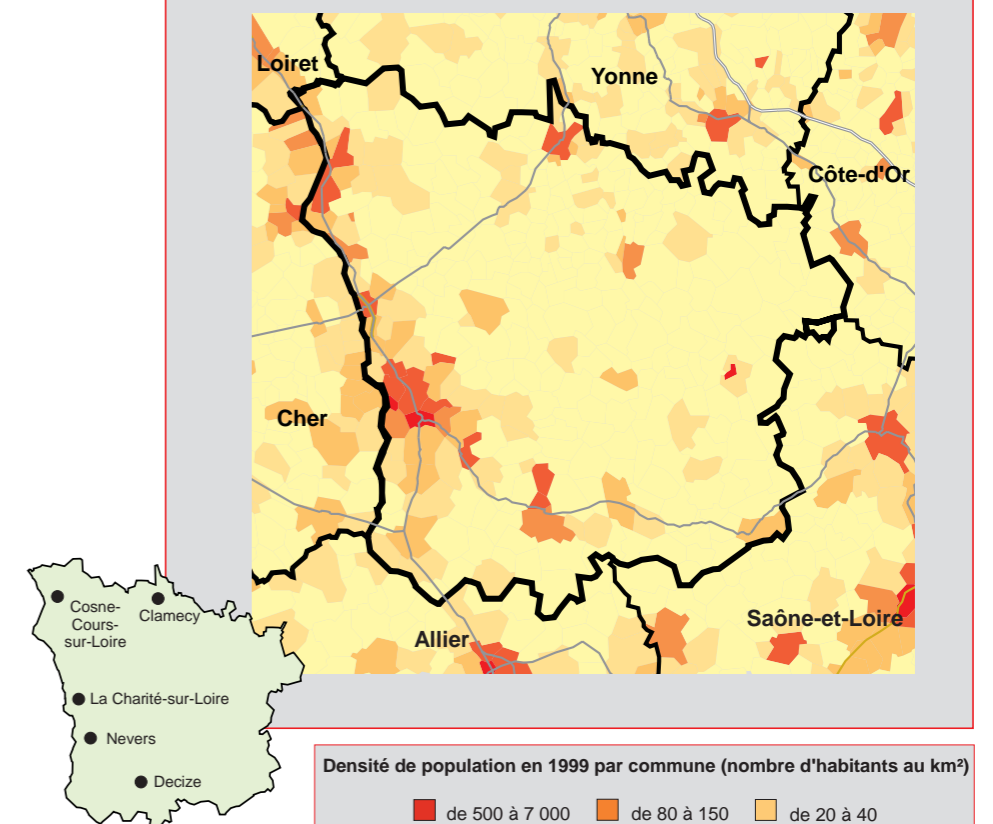 Loiret
Yonne
Côte-d'Or
Cher
Allier
Saône-et-Loire
Cosne-
Cours-
sur-Loire
Clamecy
La Charité-sur-Loire
Nevers
Decize
Densité de population en 1999 par commune (nombre d'habitants au km²)
de 500 à 7 000 de 80 à 150 de 20 à 40